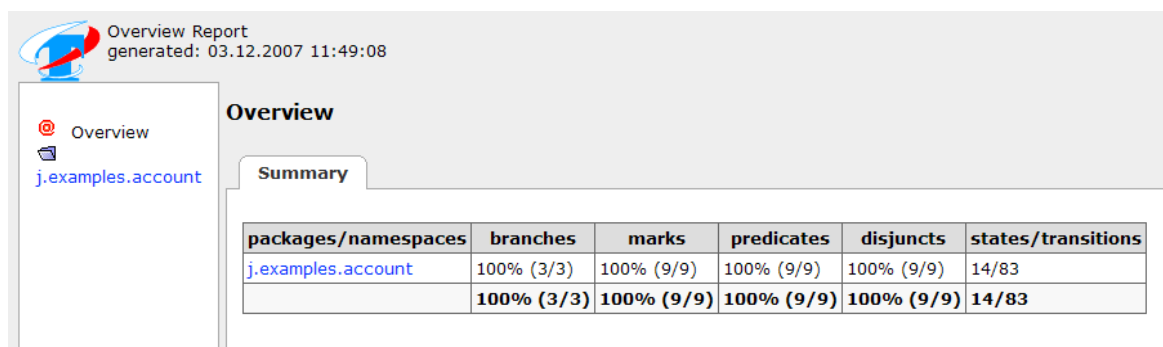 Overview Report
generated: 03.12.2007 11:49:08
Overview
j.examples.account
Overview
Summary
packages/namespaces branches marks predicates disjuncts states/transitions
j.examples.account 100% (3/3) 100% (9/9) 100% (9/9) 100% (9/9) 14/83
100% (3/3) 100% (9/9) 100% (9/9) 100% (9/9) 14/83